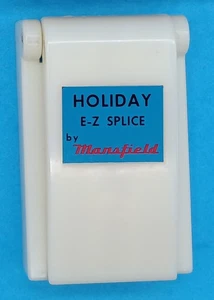 HOLIDAY
E-Z SPLICE
by
Mansfield